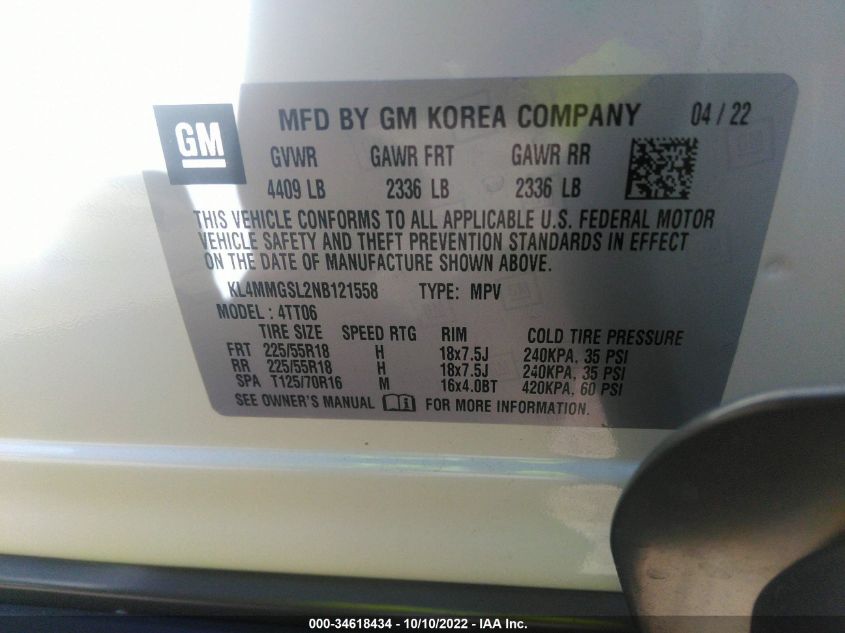 GM
MFD BY GM KOREA COMPANY 04 / 22
GVWR GAWR FRT GAWR RR
4409 LB 2336 LB 2336 LB
THIS VEHICLE CONFORMS TO ALL APPLICABLE U.S. FEDERAL MOTOR
VEHICLE SAFETY AND THEFT PREVENTION STANDARDS IN EFFECT
ON THE DATE OF MANUFACTURE SHOWN ABOVE.
KL4MMGSL2NB121558 TYPE: MPV
MODEL : 4TT06
TIRE SIZE SPEED RTG RIM COLD TIRE PRESSURE
FRT 225/55R18 H 18x7.5J 240KPA, 35 PSI
RR 225/55R18 H 18x7.5J 240KPA, 35 PSI
SPA T125/70R16 M 16x4.0BT 420KPA, 60 PSI
SEE OWNER'S MANUAL FOR MORE INFORMATION.
000-34618434 - 10/10/2022 - IAA Inc.